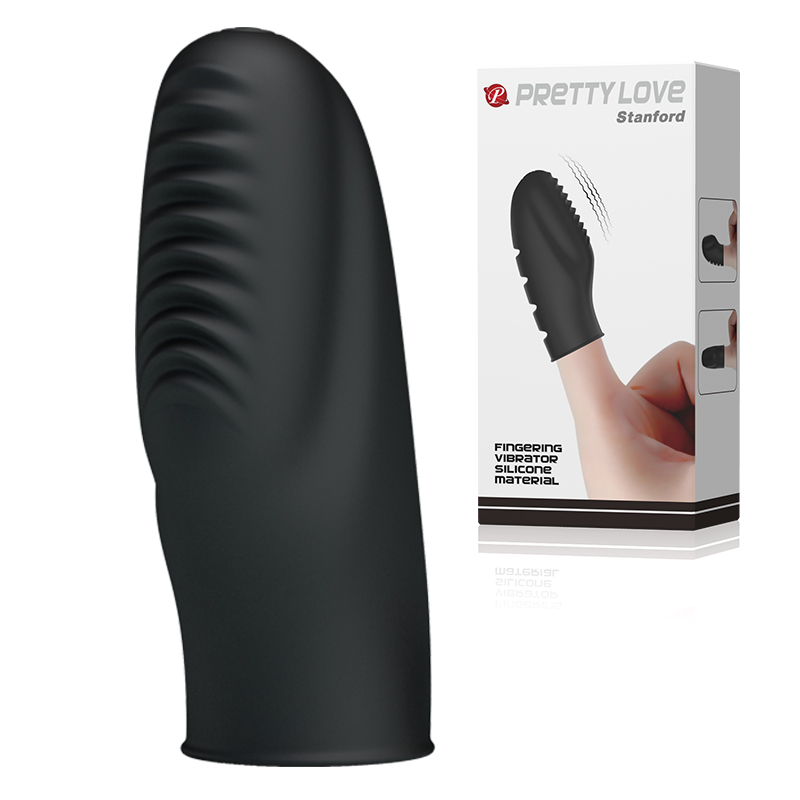 PRETTY LOVE
Stanford
FINGERING
VIBRATOR
SILICONE
MATERIAL